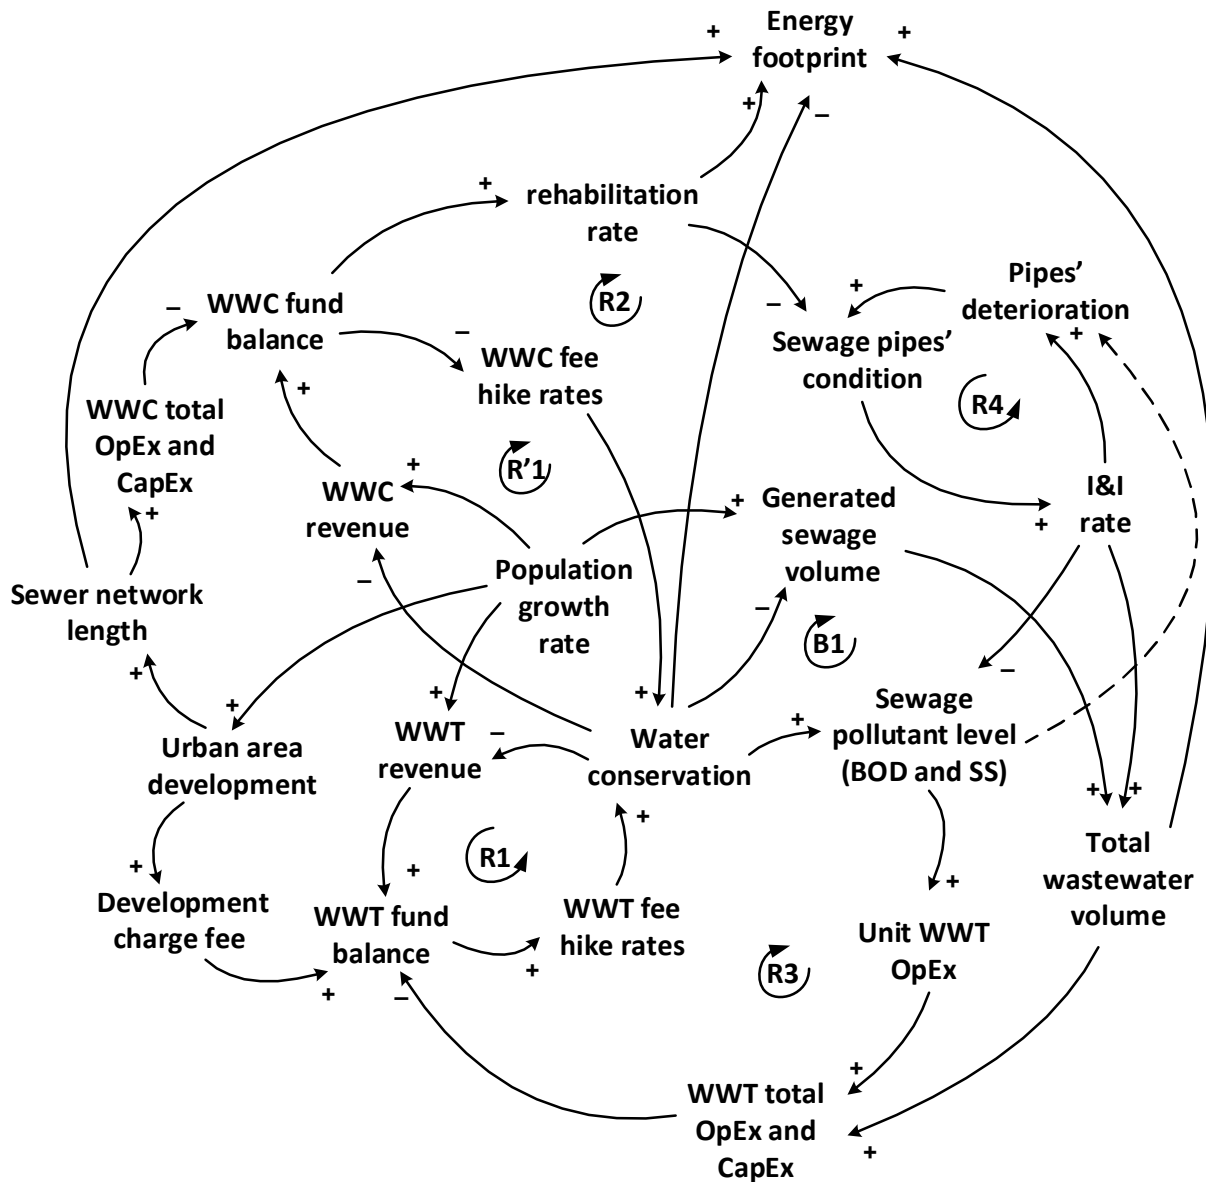 Energy
footprint
+
+
+
–
rehabilitation
rate
+
Pipes’
deterioration
+
+
–
R2
WWC fund
balance
–
–
WWC fee
hike rates
Sewage pipes’
condition
R4
+
WWC total
OpEx and
CapEx
+
R’1
+
WWC
revenue
+
Generated
sewage
volume
+
I&I
rate
+
–
Population
growth
rate
Sewer network
length
–
B1
+
+
+
+
–
Sewage
pollutant level
(BOD and SS)
+
Urban area
development
WWT
revenue
–
Water
conservation
+
+
+
Total
wastewater
volume
+
R1
+
+
Development
charge fee
WWT fund
balance
WWT fee
hike rates
+
Unit WWT
OpEx
+
–
+
R3
+
WWT total
OpEx and
CapEx
+